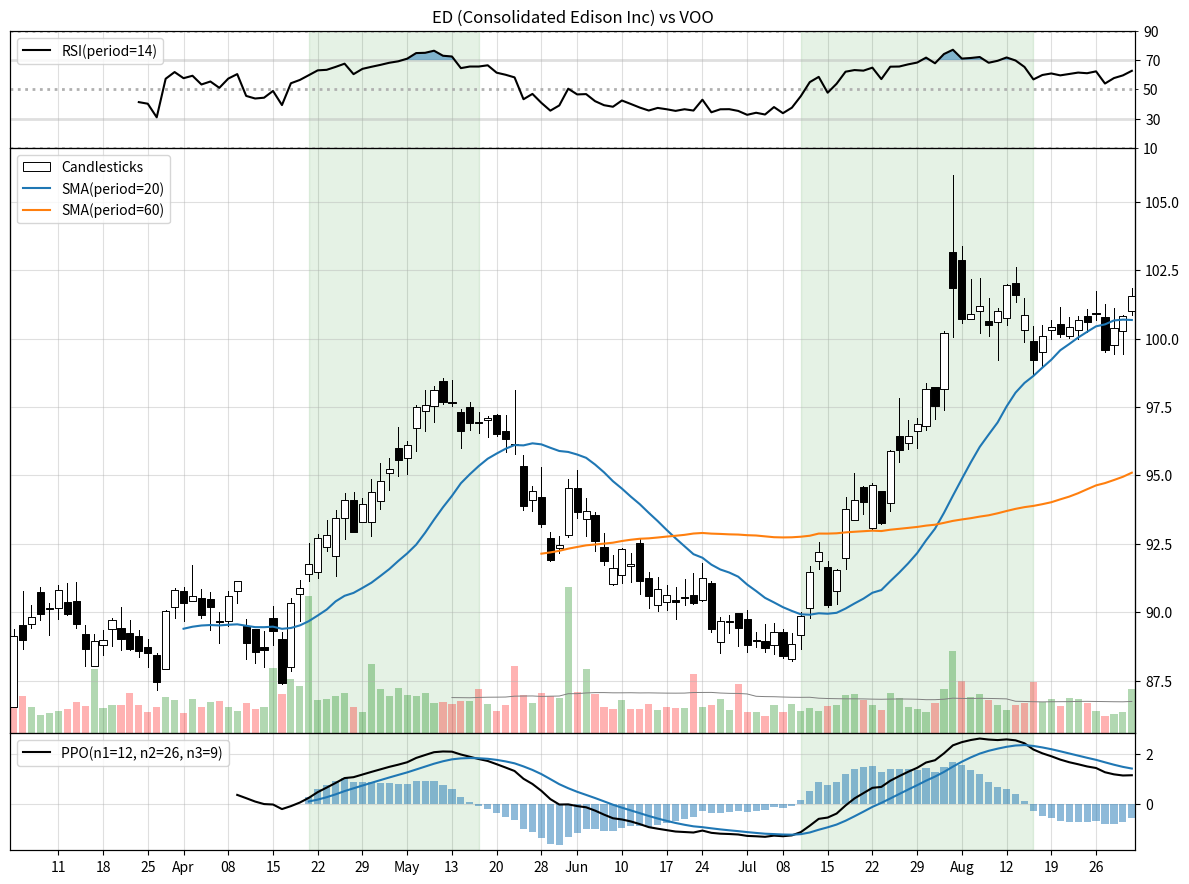 ED (Consolidated Edison Inc) vs VOO
RSI(period=14)
90
70
50
30
10
Candlesticks
SMA(period=20)
SMA(period=60)
105.0
102.5
100.0
97.5
95.0
92.5
90.0
87.5
PPO(n1=12, n2=26, n3=9)
2
0
11 18 25 Apr 08 15 22 29 May 13 20 28 Jun 10 17 24 Jul 08 15 22 29 Aug 12 19 26